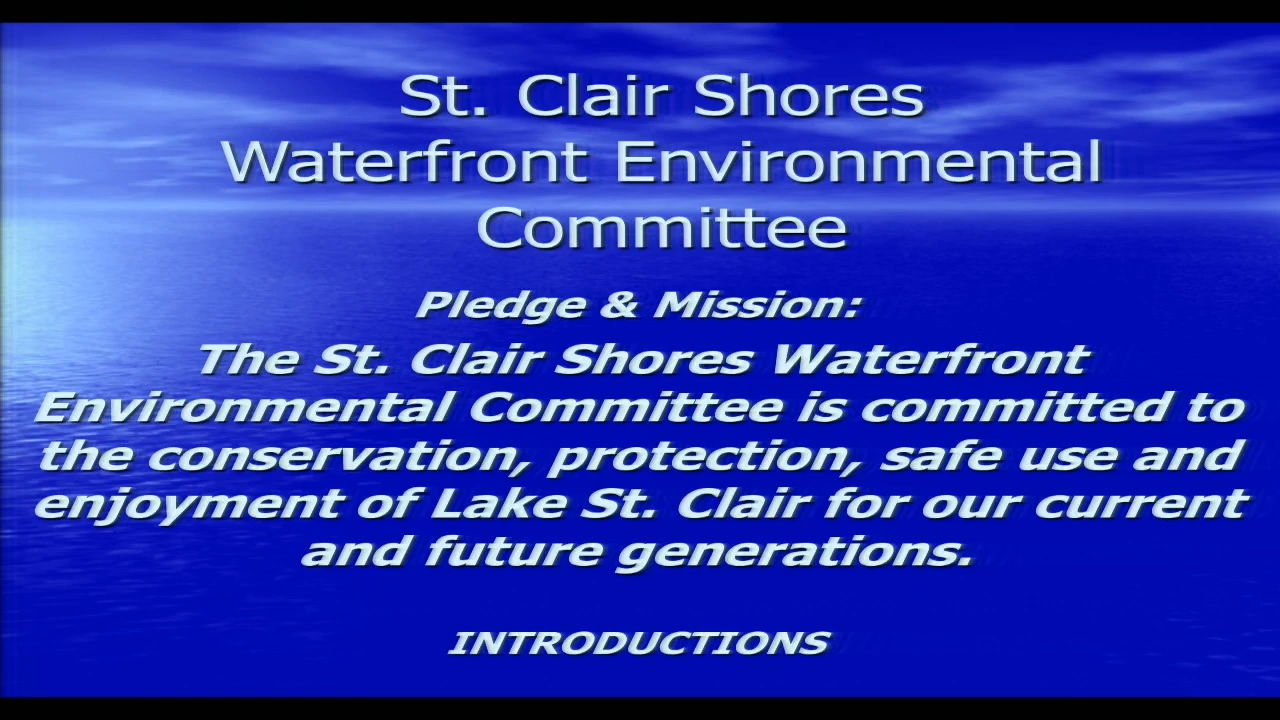 St. Clair Shores
Waterfront Environmental
Committee
Pledge & Mission:
The St. Clair Shores Waterfront
Environmental Committee is committed to
the conservation, protection, safe use and
enjoyment of Lake St. Clair for our current
and future generations.
INTRODUCTIONS